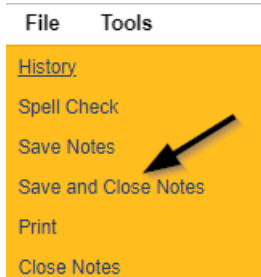 File Tools
History
Spell Check
Save Notes
Save and Close Notes
Print
Close Notes